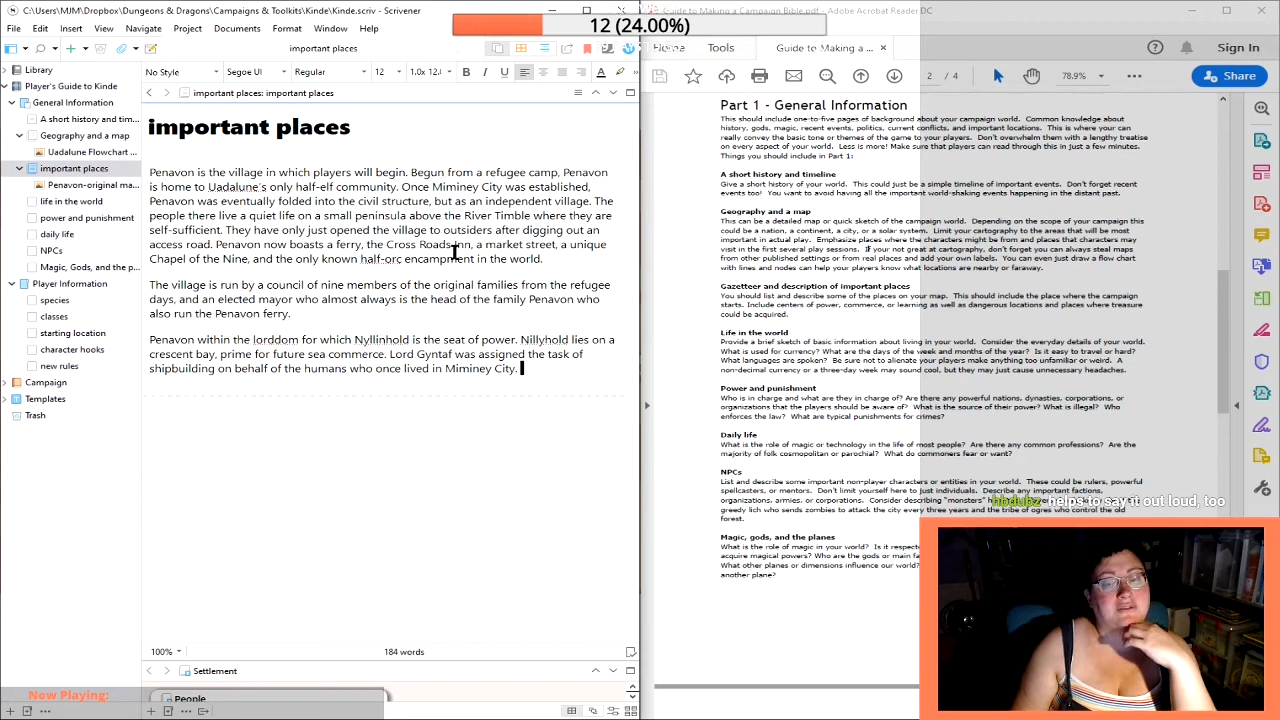 C:\Users\MJM\Dropbox\Dungeons & Dragons\Campaigns & Toolkits\Kinde\Kinde.scriv - Scrivener
Guide to Making a Campaign Bible.pdf - Adobe Acrobat Reader DC
12 (24.00%)
File Edit Insert View Navigate Project Documents Format Window Help
important places
Home Tools Guide to Making a ... × Sign In
No Style Segoe UI Regular 12 1.0x 12.
2 / 4 78.9% Share
Library
Player's Guide to Kinde
General Information
A short history and tim...
Geography and a map
Uadalune Flowchart ...
important places
Penavon-original ma...
life in the world
power and punishment
daily life
NPCs
Magic, Gods, and the p...
Player Information
species
classes
starting location
character hooks
new rules
Campaign
Templates
Trash
important places: important places
important places
Penavon is the village in which players will begin. Begun from a refugee camp, Penavon
is home to Uadalune's only half-elf community. Once Miminey City was established,
Penavon was eventually folded into the civil structure, but as an independent village. The
people there live a quiet life on a small peninsula above the River Timble where they are
self-sufficient. They have only just opened the village to outsiders after digging out an
access road. Penavon now boasts a ferry, the Cross Roads Inn, a market street, a unique
Chapel of the Nine, and the only known half-orc encampment in the world.
The village is run by a council of nine members of the original families from the refugee
days, and an elected mayor who almost always is the head of the family Penavon who
also run the Penavon ferry.
Penavon within the lorddom for which Nyllinhold is the seat of power. Nillyhold lies on a
crescent bay, prime for future sea commerce. Lord Gyntaf was assigned the task of
shipbuilding on behalf of the humans who once lived in Miminey City.
100% 184 words
Settlement
People
Now Playing:
Part 1 - General Information
This should include one-to-five pages of background about your campaign world. Common knowledge about
history, gods, magic, recent events, politics, current conflicts, and important locations. This is where your can
really convey the basic tone or themes of the game to your players. Don't overwhelm them with a lengthy treatise
on every aspect of your world. Less is more! Make sure that players can read through this in just a few minutes.
Things you should include in Part 1:
A short history and timeline
Give a short history of your world. This could just be a simple timeline of important events. Don't forget recent
events too! You want to avoid having all the important world-shaking events happening in the distant past.
Geography and a map
This can be a detailed map or quick sketch of the campaign world. Depending on the scope of your campaign this
could be a nation, a continent, a city, or a solar system. Limit your cartography to the areas that will be most
important in actual play. Emphasize places where the characters might be from and places that characters may
visit in the first several play sessions. If your not great at cartography, don't forget you can always steal maps
from other published settings or from real places and add your own labels. You can even just draw a flow chart
with lines and nodes can help your players know what locations are nearby or faraway.
Gazetteer and description of important places
You should list and describe some of the places on your map. This should include the place where the campaign
starts. Include centers of power, commerce, or learning as well as dangerous locations and places that treasure
could be acquired.
Life in the world
Provide a brief sketch of basic information about living in your world. Consider the everyday details of your world.
What is used for currency? What are the days of the week and months of the year? Is it easy to travel or hard?
What languages are spoken? Be sure not to alienate your players make anything too unfamiliar or weird. A
non-decimal currency or a three-day week may sound cool, but they may just cause unnecessary headaches.
Power and punishment
Who is in charge and what are they in charge of? Are there any powerful nations, dynasties, corporations, or
organizations that the players should be aware of? What is the source of their power? What is illegal? Who
enforces the law? What are typical punishments for crimes?
Daily life
What is the role of magic or technology in the life of most people? Are there any common professions? Are the
majority of folk cosmopolitan or parochial? What do commoners fear or want?
NPCs
List and describe some important non-player characters or entities in your world. These could be rulers, powerful
spellcasters, or mentors. Don't limit yourself here to just individuals. Describe any important factions,
organizations, armies, or corporations. Consider describing "monsters"
greedy lich who sends zombies to attack the city every three years and the tribe of ogres who control the old
forest.
hbdubz helps to say it out loud, too
Magic, gods, and the planes
What is the role of magic in your world? Is it respecte
acquire magical powers? Who are the gods or main fa
What other planes or dimensions influence our world?
another plane?